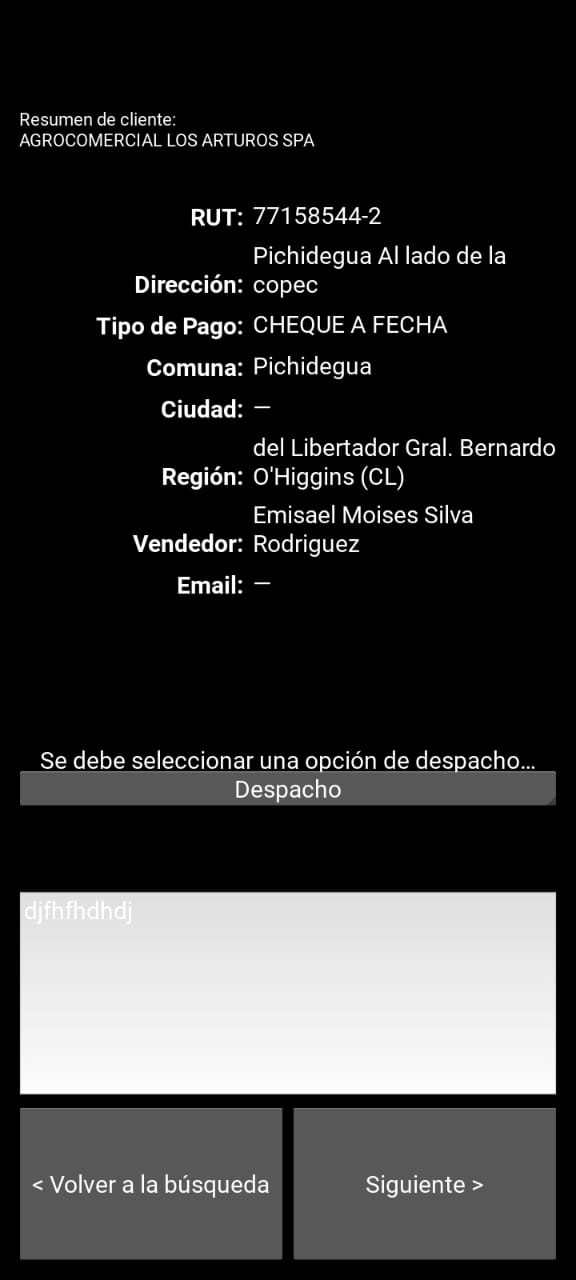 Resumen de cliente:
AGROCOMERCIAL LOS ARTUROS SPA
RUT: 77158544-2
Pichidegua Al lado de la
Dirección: copec
Tipo de Pago: CHEQUE A FECHA
Comuna: Pichidegua
Ciudad: —
del Libertador Gral. Bernardo
Región: O'Higgins (CL)
Emisael Moises Silva
Vendedor: Rodriguez
Email: —
Se debe seleccionar una opción de despacho...
Despacho
djfhfhdhdj
< Volver a la búsqueda
Siguiente >